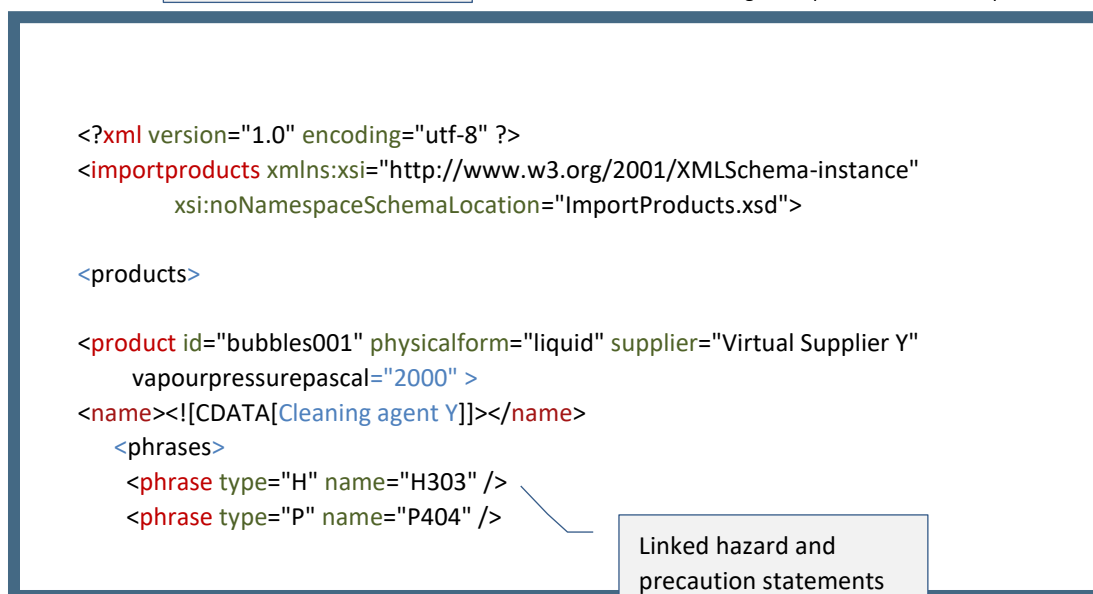 <?xml version="1.0" encoding="utf-8" ?>
<importproducts xmlns:xsi="http://www.w3.org/2001/XMLSchema-instance"
xsi:noNamespaceSchemaLocation="ImportProducts.xsd">
<products>
<product id="bubbles001" physicalform="liquid" supplier="Virtual Supplier Y"
vapourpressurepascal="2000" >
<name><![CDATA[Cleaning agent Y]]></name>
<phrases>
<phrase type="H" name="H303" />
<phrase type="P" name="P404" />
Linked hazard and
precaution statements